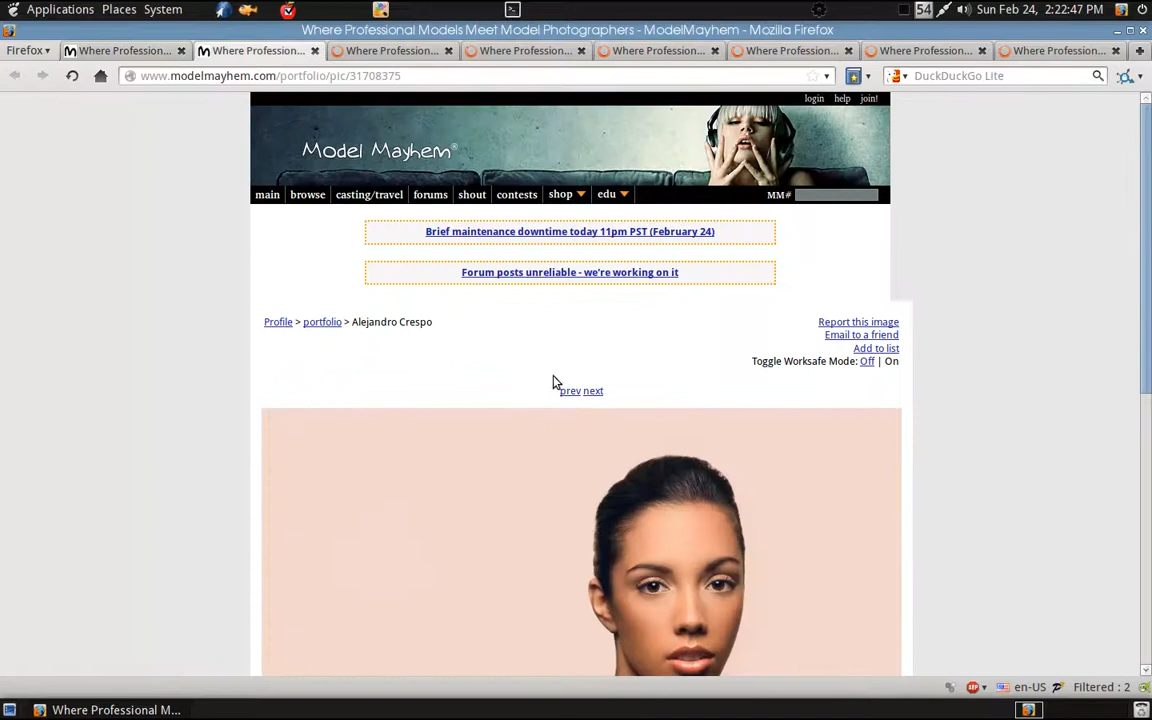 Applications Places System
54
Sun Feb 24, 2:22:47 PM
Where Professional Models Meet Model Photographers - ModelMayhem - Mozilla Firefox
Firefox
Where Profession...
Where Profession...
Where Profession...
Where Profession...
Where Profession...
Where Profession...
Where Profession...
Where Profession...
www.modelmayhem.com/portfolio/pic/31708375
DuckDuckGo Lite
login help join!
Model Mayhem®
main browse casting/travel forums shout contests shop edu
MM#
Brief maintenance downtime today 11pm PST (February 24)
Forum posts unreliable - we're working on it
Profile > portfolio > Alejandro Crespo
Report this image
Email to a friend
Add to list
Toggle Worksafe Mode: Off | On
prev next
ABP
en-US
Filtered : 2
Where Professional M...